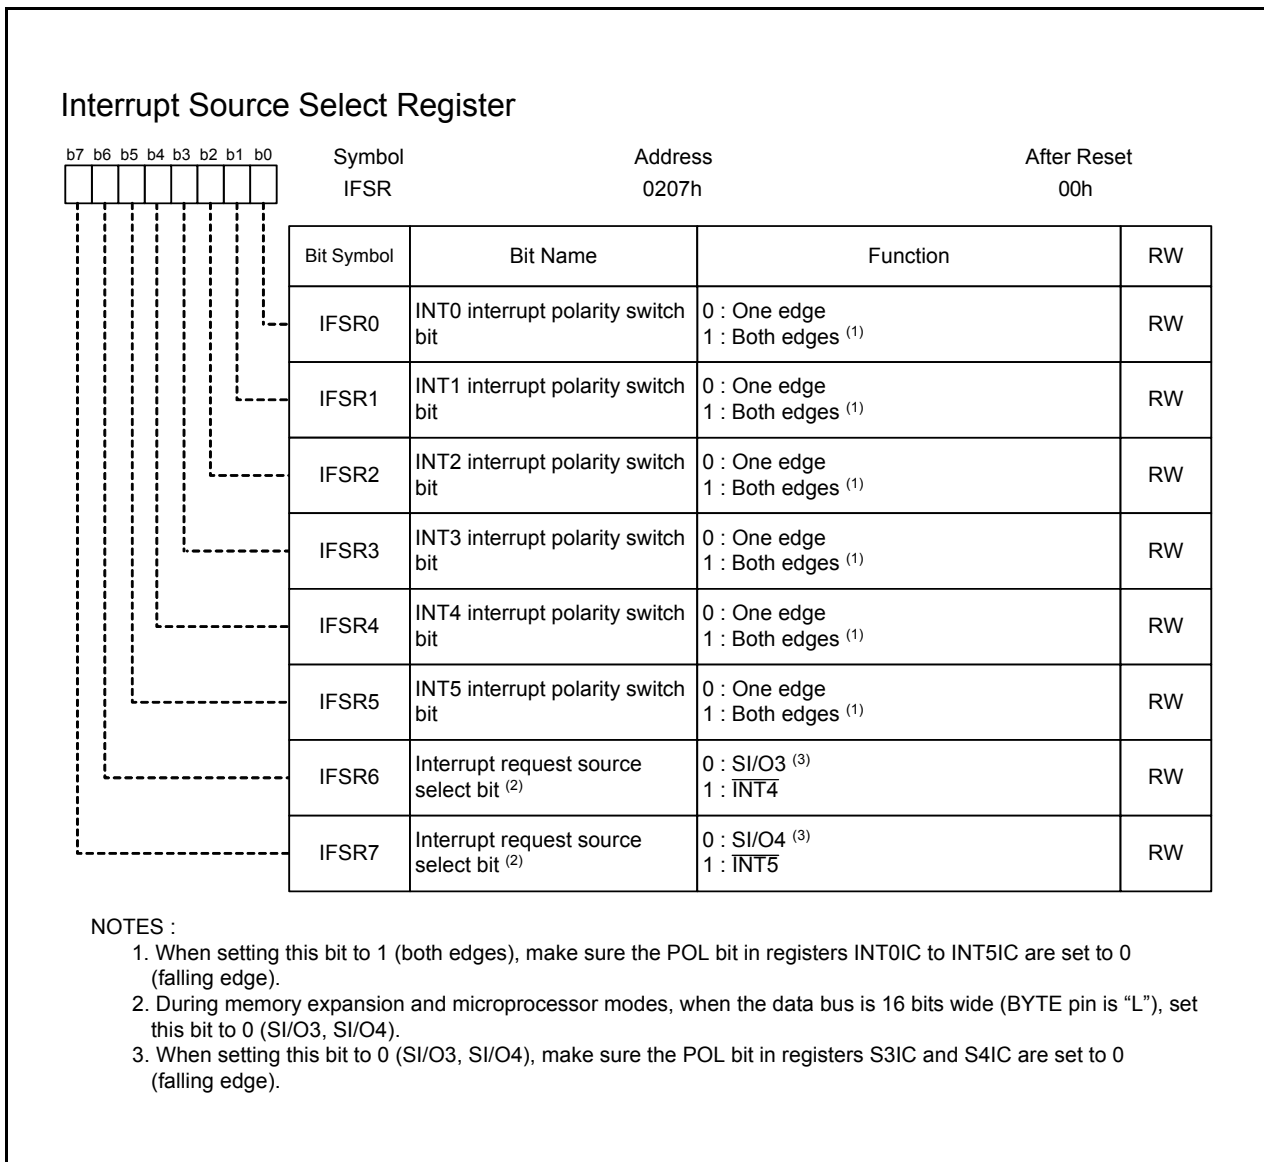 Interrupt Source Select Register
b7 b6 b5 b4 b3 b2 b1 b0
Symbol Address After Reset
IFSR 0207h 00h
Bit Symbol Bit Name Function RW
IFSR0 INT0 interrupt polarity switch bit 0 : One edge
1 : Both edges (1) RW
IFSR1 INT1 interrupt polarity switch bit 0 : One edge
1 : Both edges (1) RW
IFSR2 INT2 interrupt polarity switch bit 0 : One edge
1 : Both edges (1) RW
IFSR3 INT3 interrupt polarity switch bit 0 : One edge
1 : Both edges (1) RW
IFSR4 INT4 interrupt polarity switch bit 0 : One edge
1 : Both edges (1) RW
IFSR5 INT5 interrupt polarity switch bit 0 : One edge
1 : Both edges (1) RW
IFSR6 Interrupt request source select bit (2) 0 : SI/O3 (3)
1 : INT4 RW
IFSR7 Interrupt request source select bit (2) 0 : SI/O4 (3)
1 : INT5 RW
NOTES :
1. When setting this bit to 1 (both edges), make sure the POL bit in registers INT0IC to INT5IC are set to 0
(falling edge).
2. During memory expansion and microprocessor modes, when the data bus is 16 bits wide (BYTE pin is “L”), set
this bit to 0 (SI/O3, SI/O4).
3. When setting this bit to 0 (SI/O3, SI/O4), make sure the POL bit in registers S3IC and S4IC are set to 0
(falling edge).